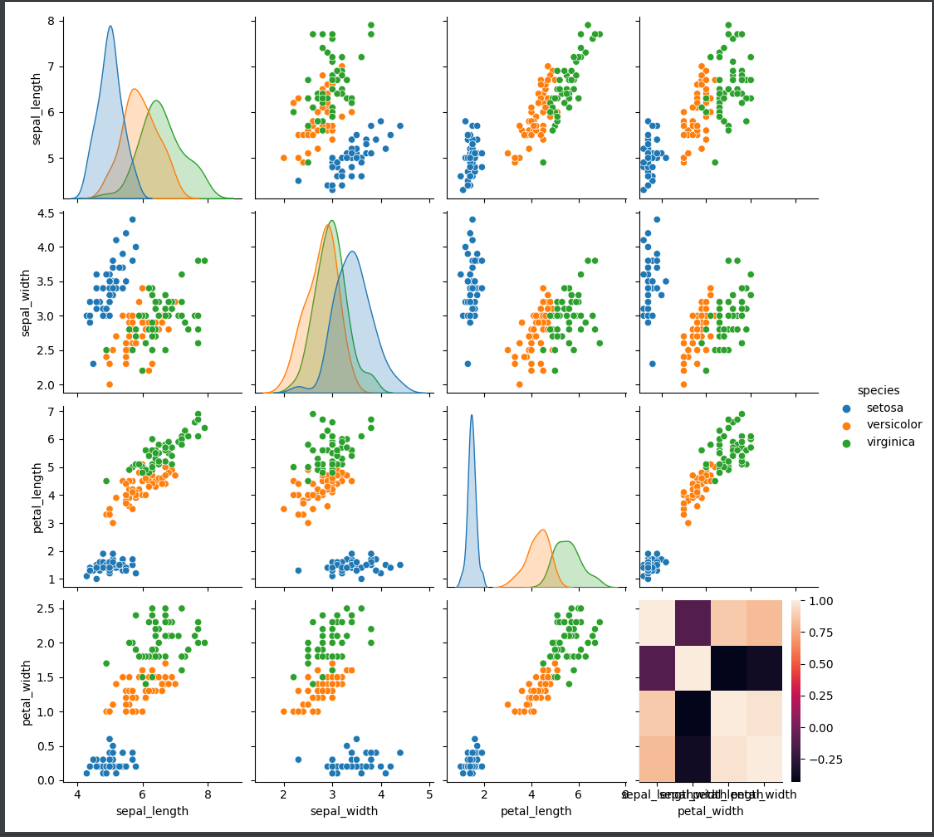 8
7
6
5
sepal_length
4.5
4.0
3.5
3.0
2.5
2.0
sepal_width
7
6
5
4
3
2
1
petal_length
species
setosa
versicolor
virginica
2.5
2.0
1.5
1.0
0.5
0.0
petal_width
4 6 8
sepal_length
2 3 4 5
sepal_width
2 4 6 8
petal_length
petal_width
1.00
0.75
0.50
0.25
0.00
−0.25